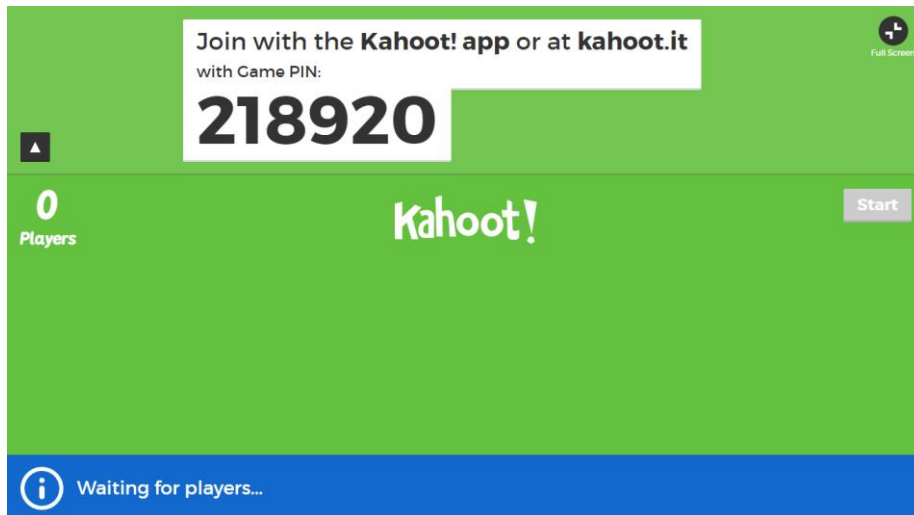 Join with the Kahoot! app or at kahoot.it
with Game PIN:
218920
Full Screen
0
Players
Kahoot!
Start
Waiting for players...